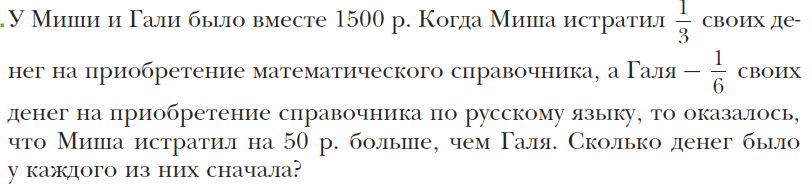 .У Миши и Гали было вместе 1500 р. Когда Миша истратил 1/3 своих де-
нег на приобретение математического справочника, а Галя – 1/6 своих
денег на приобретение справочника по русскому языку, то оказалось,
что Миша истратил на 50 р. больше, чем Галя. Сколько денег было
у каждого из них сначала?